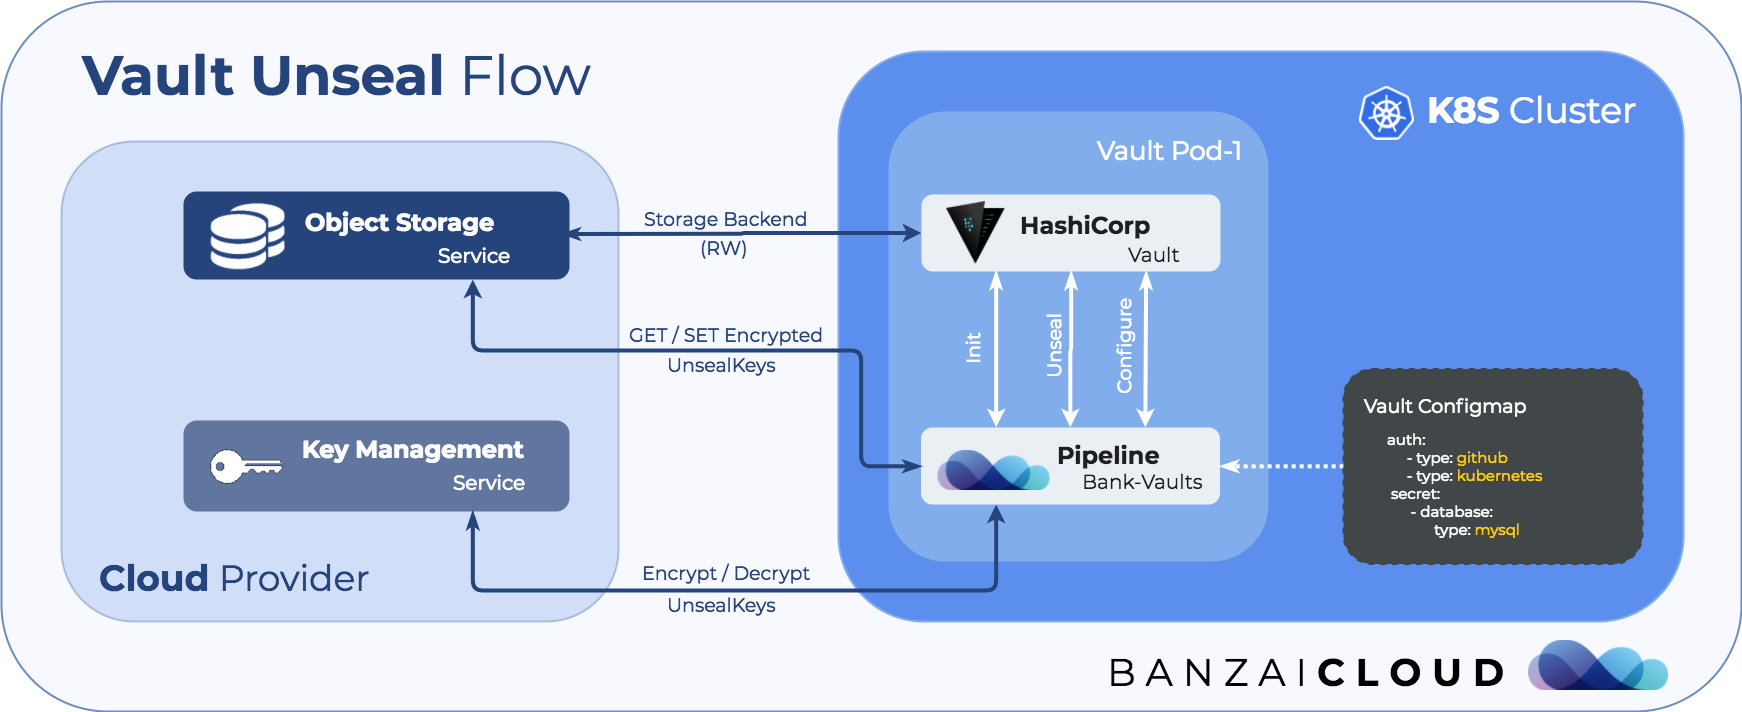 Vault Unseal Flow
K8S Cluster
Vault Pod-1
Object Storage
Service
Storage Backend
(RW)
HashiCorp
Vault
GET / SET Encrypted
UnsealKeys
Init
Unseal
Configure
Key Management
Service
Pipeline
Bank-Vaults
Vault Configmap
auth:
- type: github
- type: kubernetes
secret:
- database:
type: mysql
Cloud Provider
Encrypt / Decrypt
UnsealKeys
BANZAICLOUD